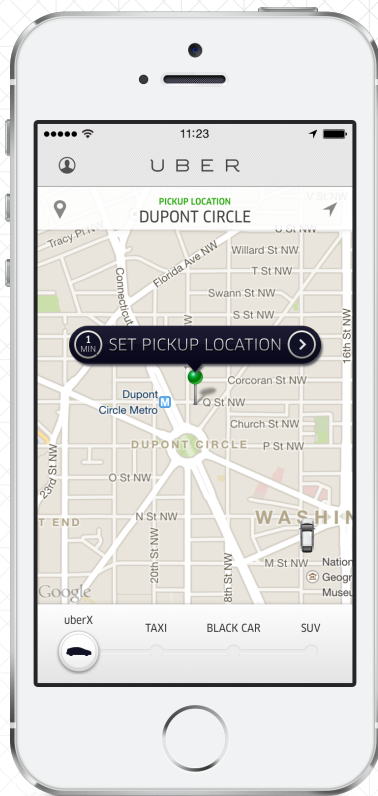 11:23
UBER
PICKUP LOCATION
DUPONT CIRCLE
Willard St NW
T St NW
Florida Ave NW
Connecticut
Swann St NW
S St NW
16th St NW
1
MIN
SET PICKUP LOCATION
Corcoran St NW
Dupont
Circle Metro
M
Q St NW
Church St NW
DUPONT CIRCLE
P St NW
23rd St NW
O St NW
T END
N St NW
WASHIN
20th St NW
8th St NW
M St NW
Nation
Geogr
Museu
Google
uberX
TAXI
BLACK CAR
SUV